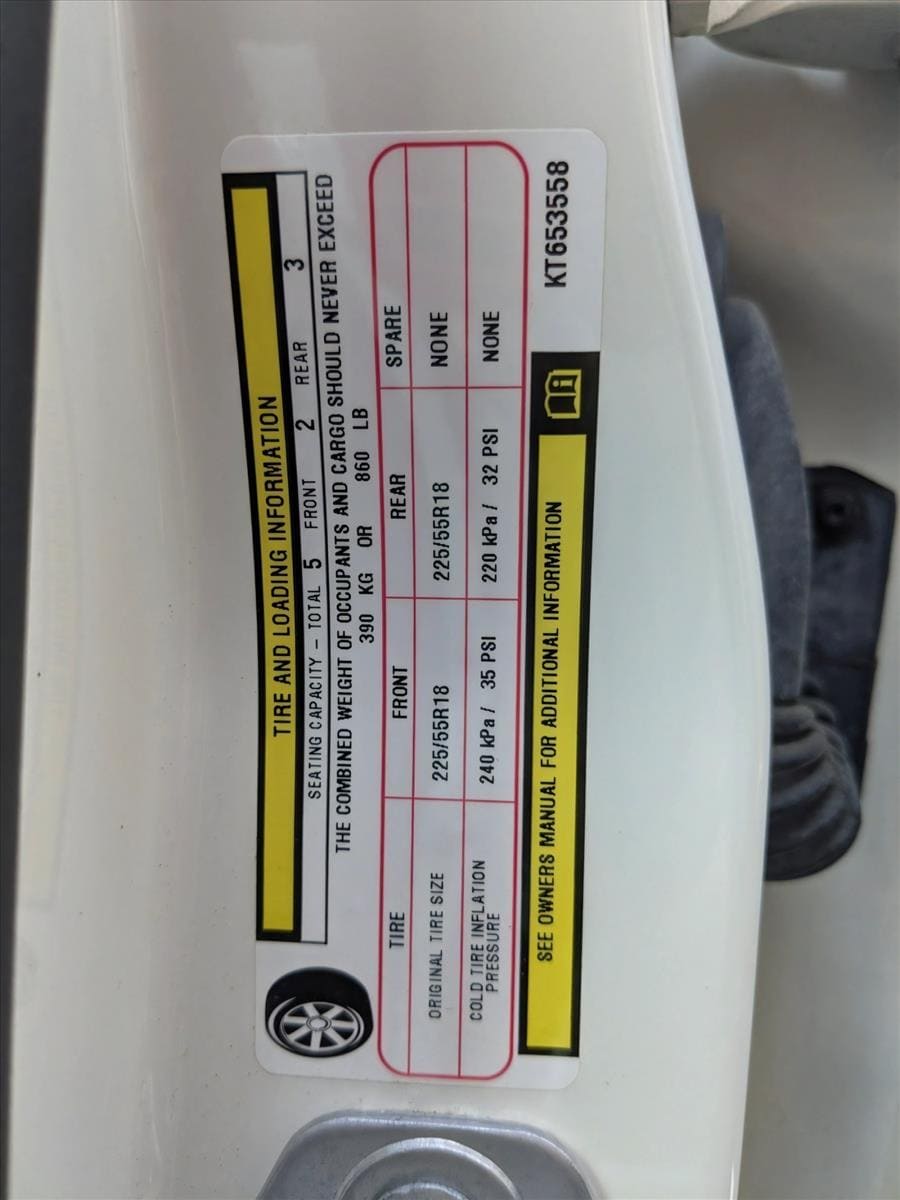 TIRE AND LOADING INFORMATION
SEATING CAPACITY – TOTAL 5 FRONT 2 REAR 3
THE COMBINED WEIGHT OF OCCUPANTS AND CARGO SHOULD NEVER EXCEED
390 KG OR 860 LB
TIRE FRONT REAR SPARE
ORIGINAL TIRE SIZE 225/55R18 225/55R18 NONE
COLD TIRE INFLATION
PRESSURE 240 kPa / 35 PSI 220 kPa / 32 PSI NONE
SEE OWNERS MANUAL FOR ADDITIONAL INFORMATION
KT653558